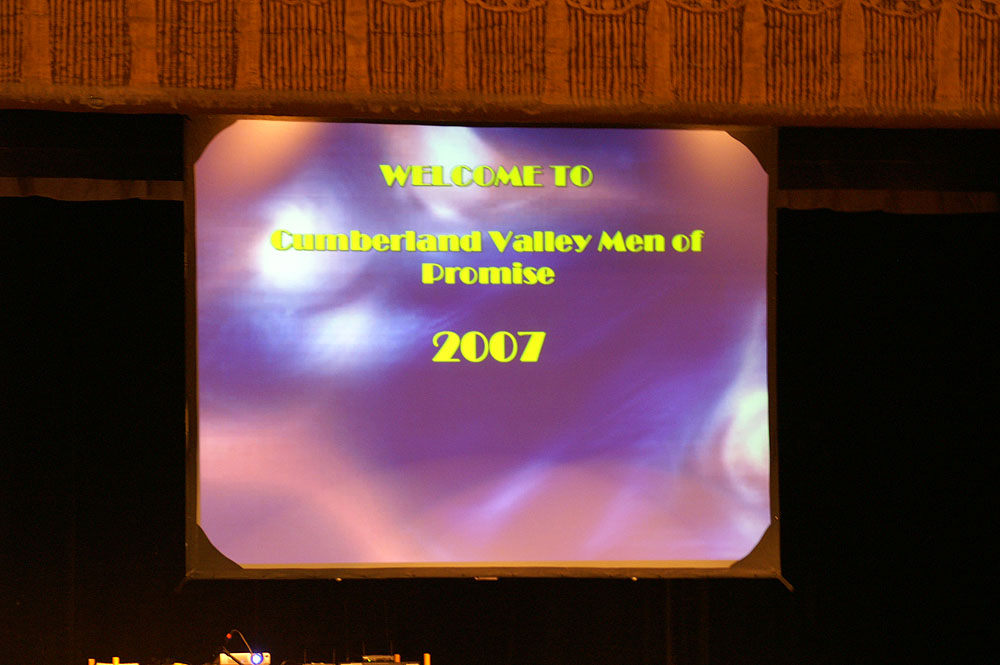 WELCOME TO
Cumberland Valley Men of
Promise
2007